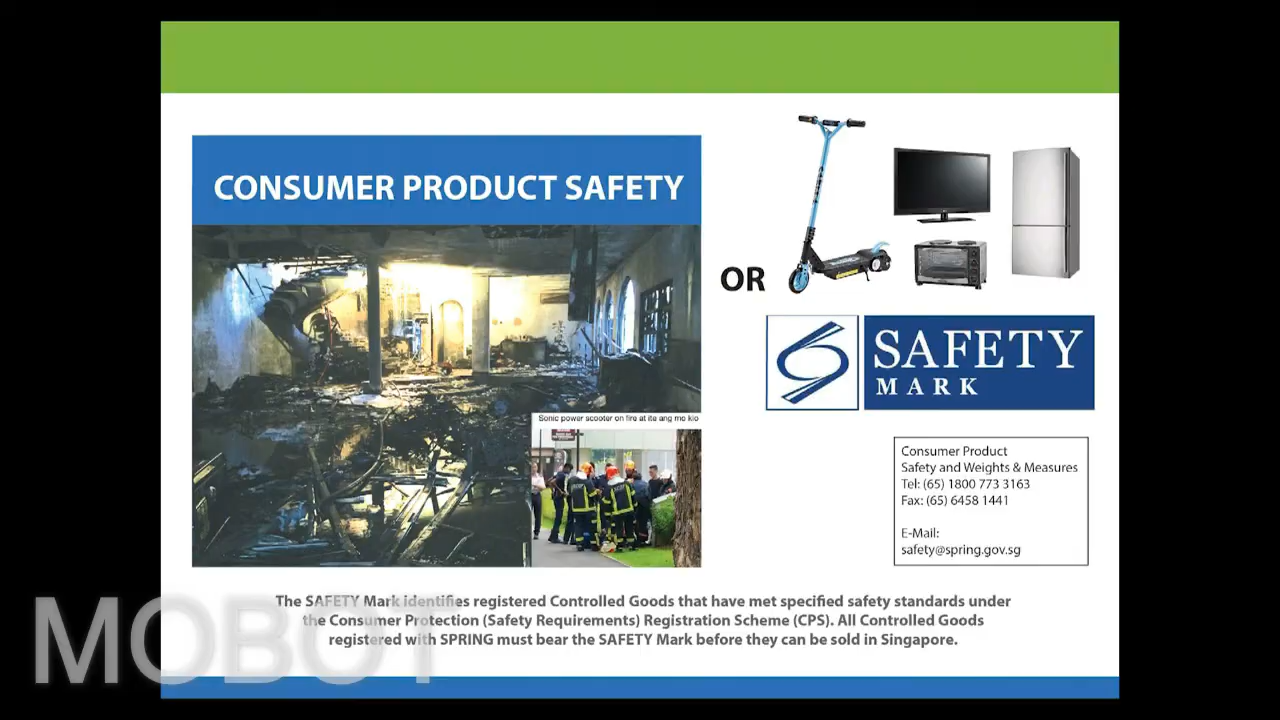 CONSUMER PRODUCT SAFETY
Sonic power scooter on fire at ite ang mo kio
OR
SAFETY
MARK
Consumer Product
Safety and Weights & Measures
Tel: (65) 1800 773 3163
Fax: (65) 6458 1441
E-Mail:
safety@spring.gov.sg
The SAFETY Mark identifies registered Controlled Goods that have met specified safety standards under
the Consumer Protection (Safety Requirements) Registration Scheme (CPS). All Controlled Goods
registered with SPRING must bear the SAFETY Mark before they can be sold in Singapore.
MOBOT